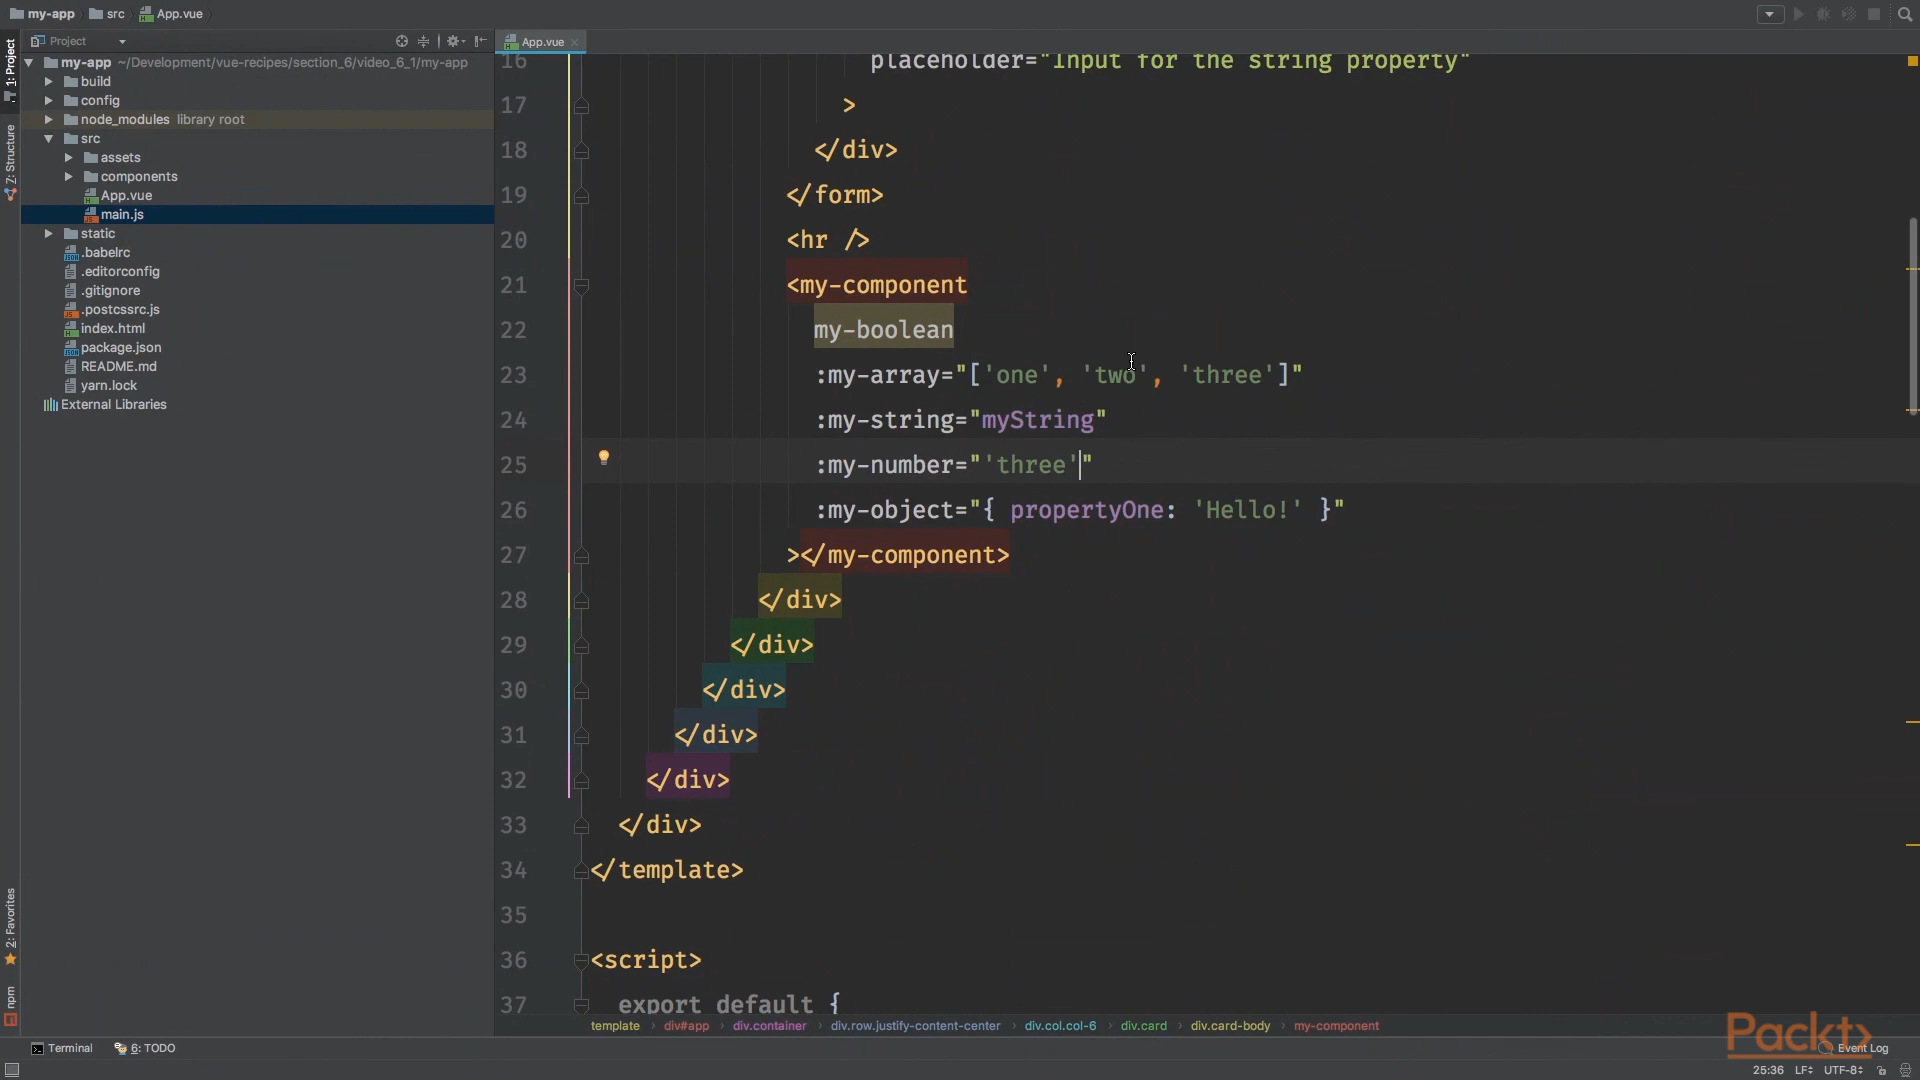 my-app src App.vue
Project
App.vue
1: Project
Z: Structure
2: Favorites
npm
my-app ~/Development/vue-recipes/section_6/video_6_1/my-app
build
config
node_modules library root
src
assets
components
App.vue
main.js
static
.babelrc
.editorconfig
.gitignore
.postcssrc.js
index.html
package.json
README.md
yarn.lock
External Libraries
16 placeholder="Input for the string property"
17 >
18 </div>
19 </form>
20 <hr />
21 <my-component
22 my-boolean
23 :my-array="['one', 'two', 'three']"
24 :my-string="myString"
25 :my-number="'three'"
26 :my-object="{ propertyOne: 'Hello!' }"
27 ></my-component>
28 </div>
29 </div>
30 </div>
31 </div>
32 </div>
33 </div>
34 </template>
35
36 <script>
37 export default {
template div#app div.container div.row.justify-content-center div.col.col-6 div.card div.card-body my-component
Terminal 6: TODO
Packt>
Event Log
25:36 LF UTF-8